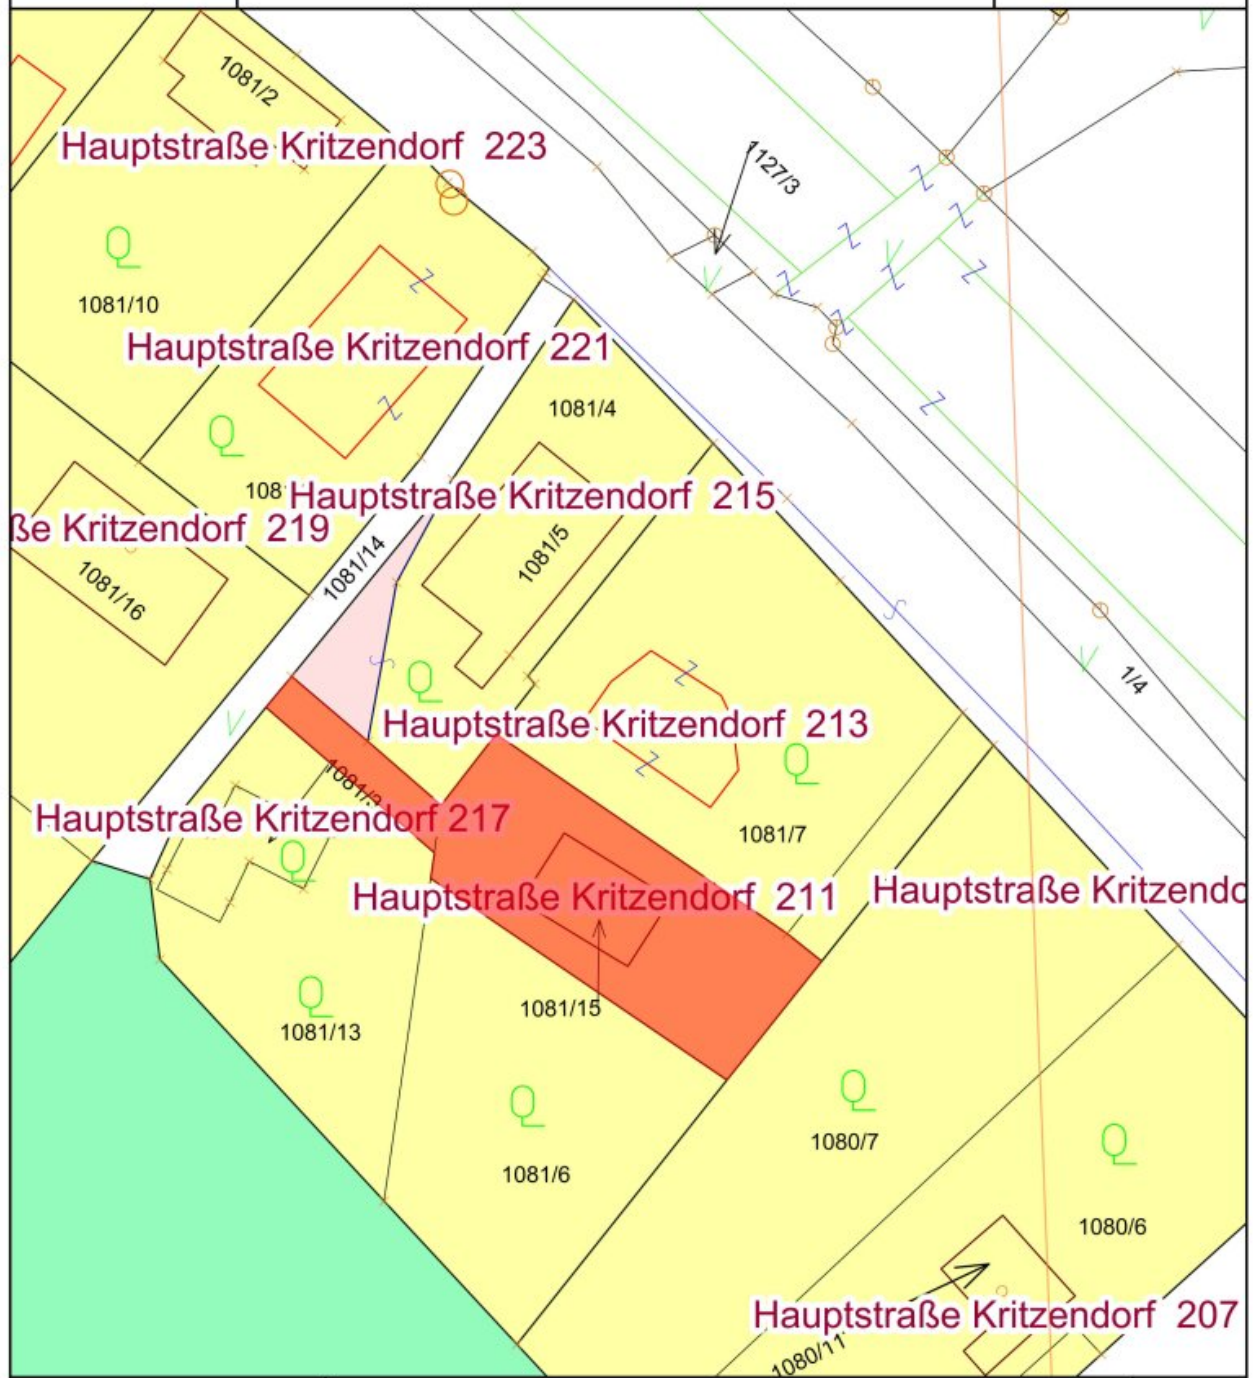 1081/2
Hauptstraße Kritzendorf 223
1127/3
1081/10
Hauptstraße Kritzendorf 221
1081/4
108
Hauptstraße Kritzendorf 215
ße Kritzendorf 219
1081/5
1081/14
1081/16
1/4
Hauptstraße Kritzendorf 213
Hauptstraße Kritzendorf 217
1081/7
Hauptstraße Kritzendorf 211
Hauptstraße Kritzendo
1081/15
1081/13
1080/7
1081/6
1080/6
Hauptstraße Kritzendorf 207
1080/11